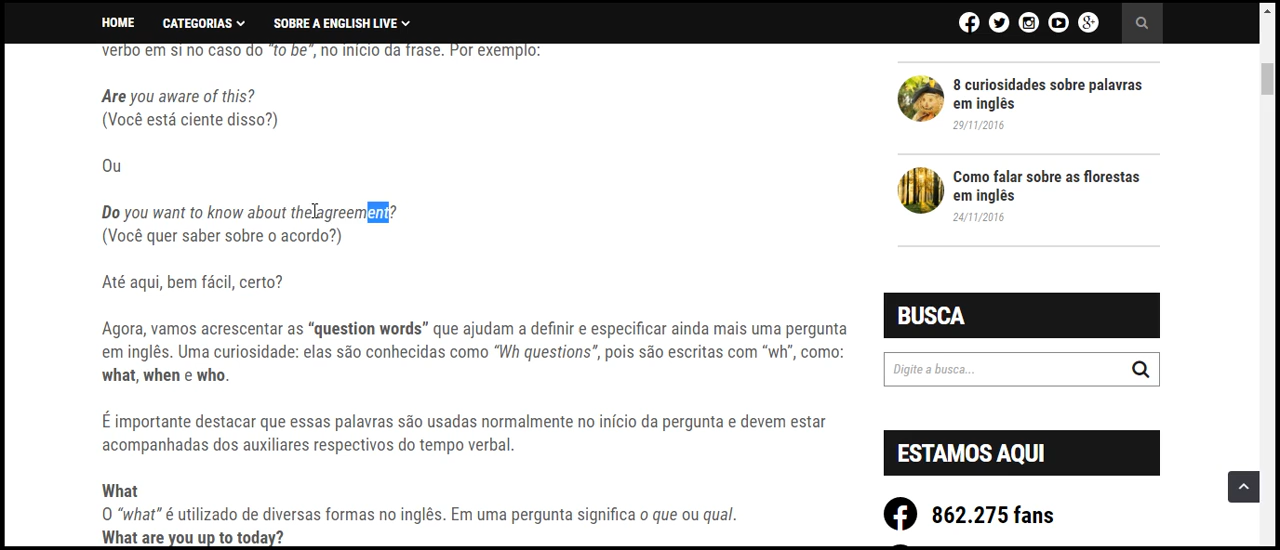 HOME CATEGORIAS SOBRE A ENGLISH LIVE
verbo em si no caso do “to be”, no início da frase. Por exemplo:
Are you aware of this?
(Você está ciente disso?)
Ou
Do you want to know about the agreement?
(Você quer saber sobre o acordo?)
Até aqui, bem fácil, certo?
Agora, vamos acrescentar as “question words” que ajudam a definir e especificar ainda mais uma pergunta
em inglês. Uma curiosidade: elas são conhecidas como “Wh questions”, pois são escritas com “wh”, como:
what, when e who.
É importante destacar que essas palavras são usadas normalmente no início da pergunta e devem estar
acompanhadas dos auxiliares respectivos do tempo verbal.
What
O “what” é utilizado de diversas formas no inglês. Em uma pergunta significa o que ou qual.
What are you up to today?
8 curiosidades sobre palavras
em inglês
29/11/2016
Como falar sobre as florestas
em inglês
24/11/2016
BUSCA
Digite a busca...
ESTAMOS AQUI
862.275 fans